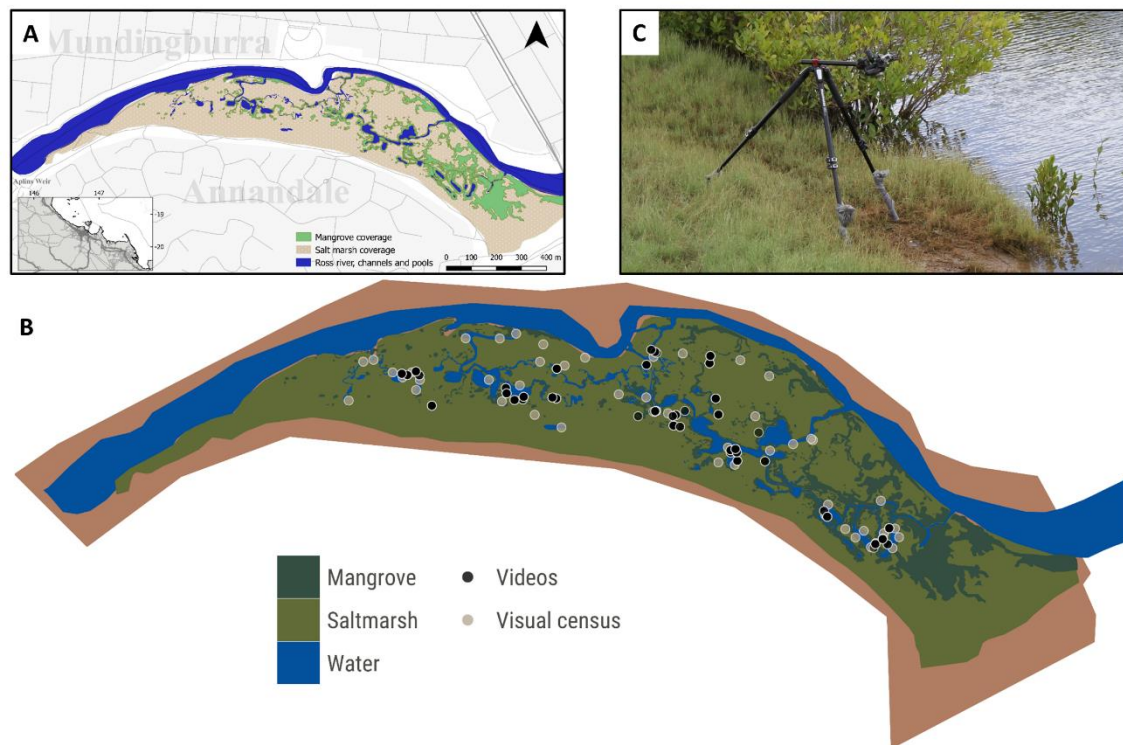 A
Mundingburra
Annandale
Aplins Weir
146
147
-19
-20
Mangrove coverage
Salt marsh coverage
Ross river, channels and pools
0
100
200
300
400 m
C
B
Mangrove
Saltmarsh
Water
Videos
Visual census